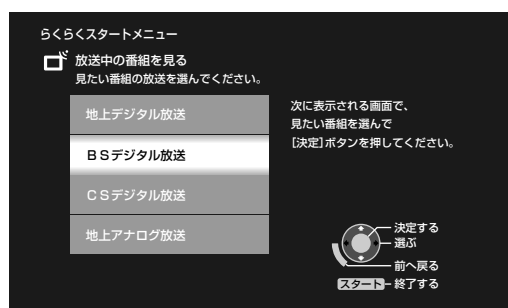 らくらくスタートメニュー
放送中の番組を見る
見たい番組の放送を選んでください。
地上デジタル放送
BSデジタル放送
CSデジタル放送
地上アナログ放送
次に表示される画面で、
見たい番組を選んで
[決定]ボタンを押してください。
決定する
選ぶ
前へ戻る
スタート 終了する